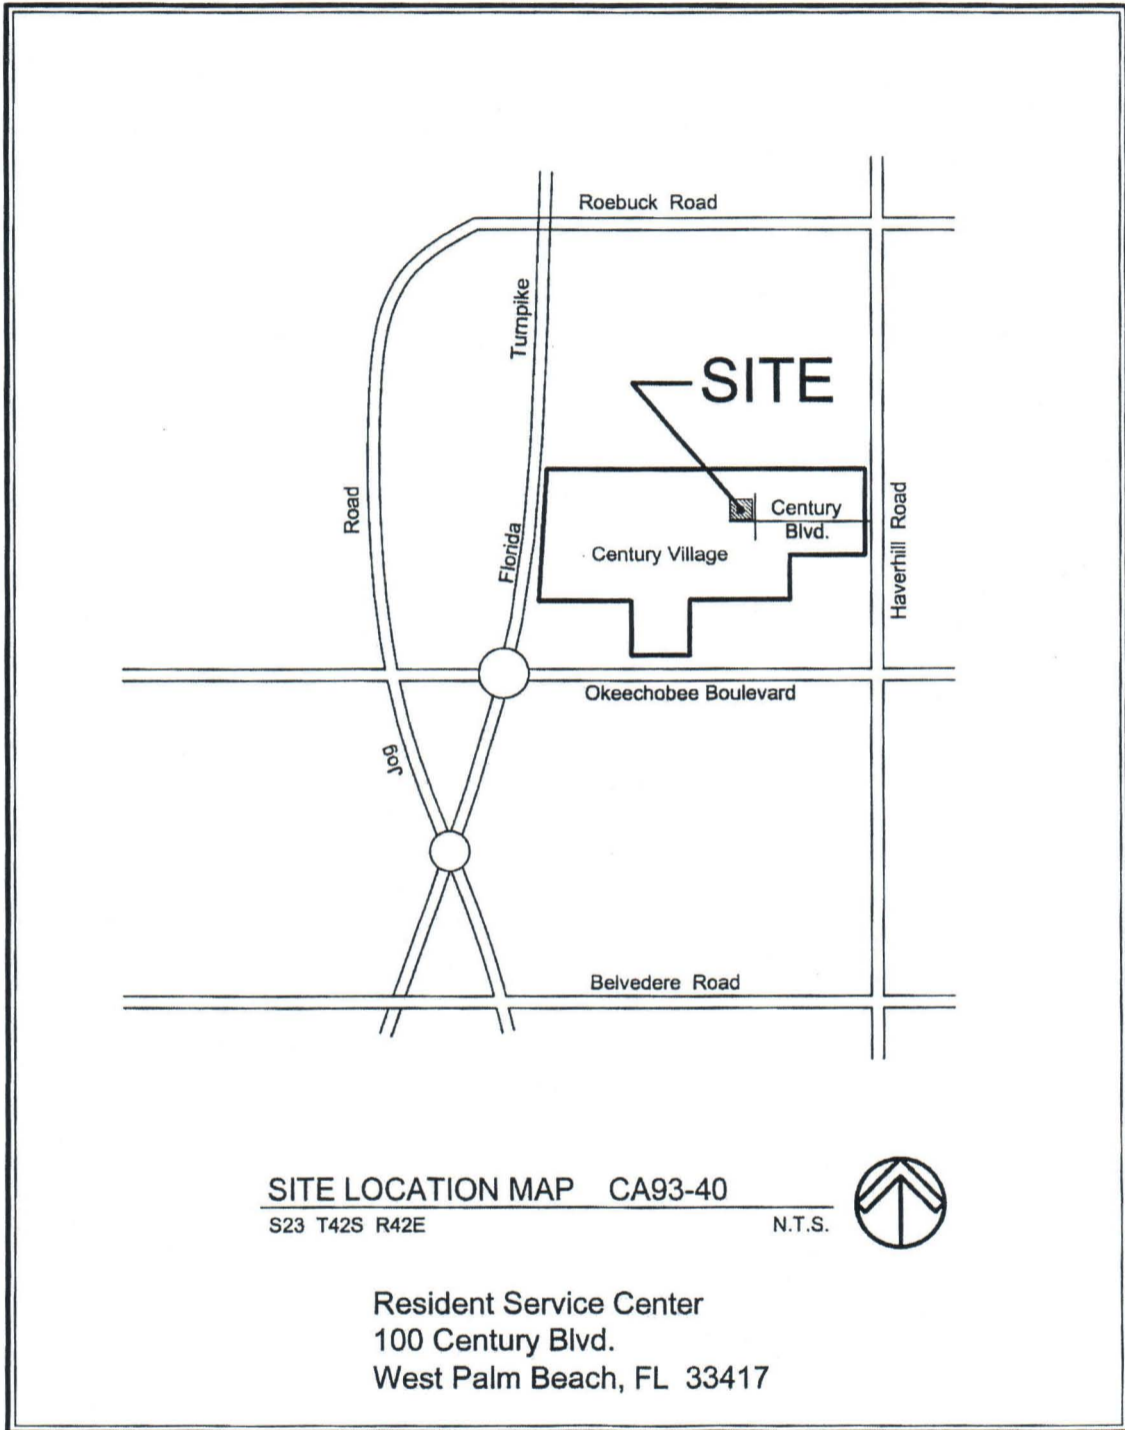 Roebuck Road
Turnpike
SITE
Road
Century
Blvd.
Haverhill Road
Florida
Century Village
Okeechobee Boulevard
Jog
Belvedere Road
SITE LOCATION MAP CA93-40
S23 T42S R42E N.T.S.
Resident Service Center
100 Century Blvd.
West Palm Beach, FL 33417